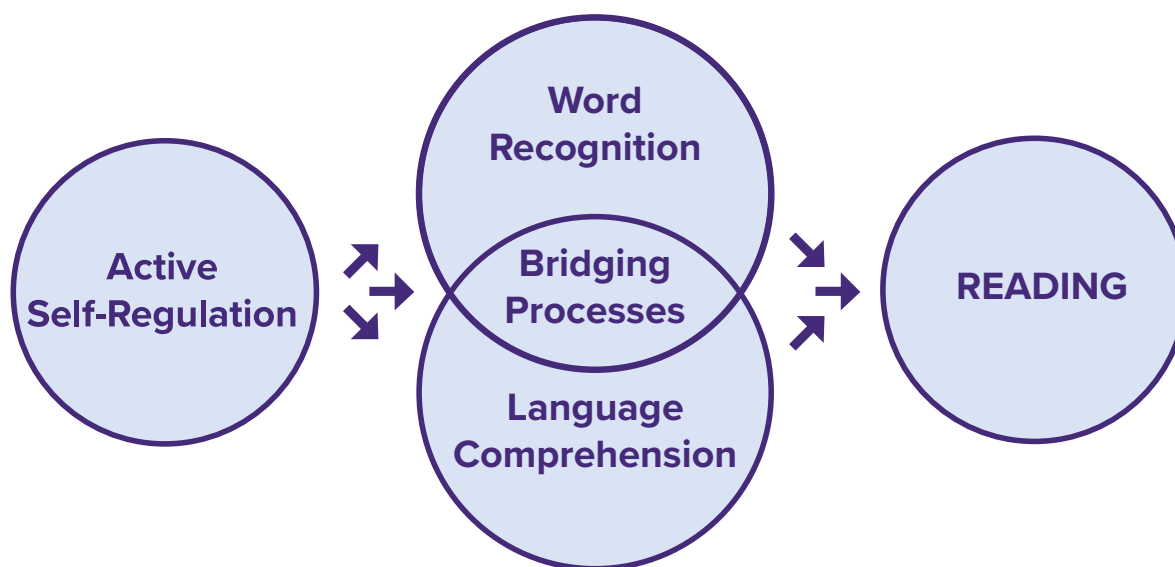 Active
Self-Regulation
Word
Recognition
Bridging
Processes
Language
Comprehension
READING